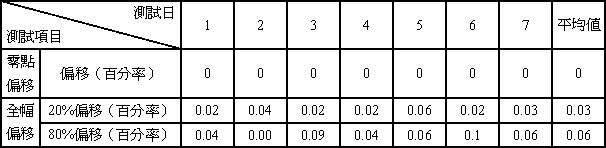 測試日 1 2 3 4 5 6 7 平均值
測試項目
零點偏移 偏移（百分率） 0 0 0 0 0 0 0 0
全幅偏移 20%偏移（百分率） 0.02 0.04 0.02 0.02 0.06 0.02 0.03 0.03
80%偏移（百分率） 0.04 0.00 0.09 0.04 0.06 0.1 0.06 0.06